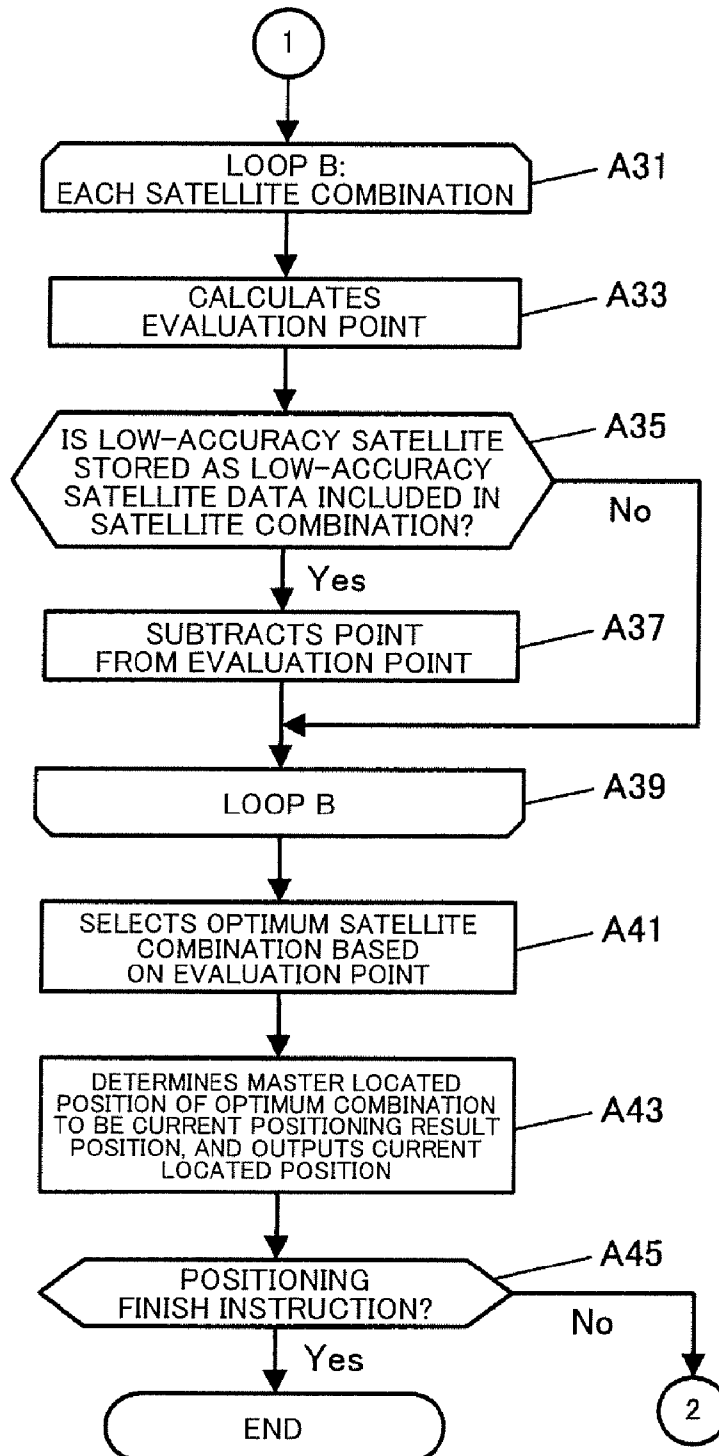 1
LOOP B:
EACH SATELLITE COMBINATION
A31
CALCULATES
EVALUATION POINT
A33
IS LOW-ACCURACY SATELLITE
STORED AS LOW-ACCURACY
SATELLITE DATA INCLUDED IN
SATELLITE COMBINATION?
A35
No
Yes
SUBTRACTS POINT
FROM EVALUATION POINT
A37
LOOP B
A39
SELECTS OPTIMUM SATELLITE
COMBINATION BASED
ON EVALUATION POINT
A41
DETERMINES MASTER LOCATED
POSITION OF OPTIMUM COMBINATION
TO BE CURRENT POSITIONING RESULT
POSITION, AND OUTPUTS CURRENT
LOCATED POSITION
A43
POSITIONING
FINISH INSTRUCTION?
A45
No
Yes
END
2